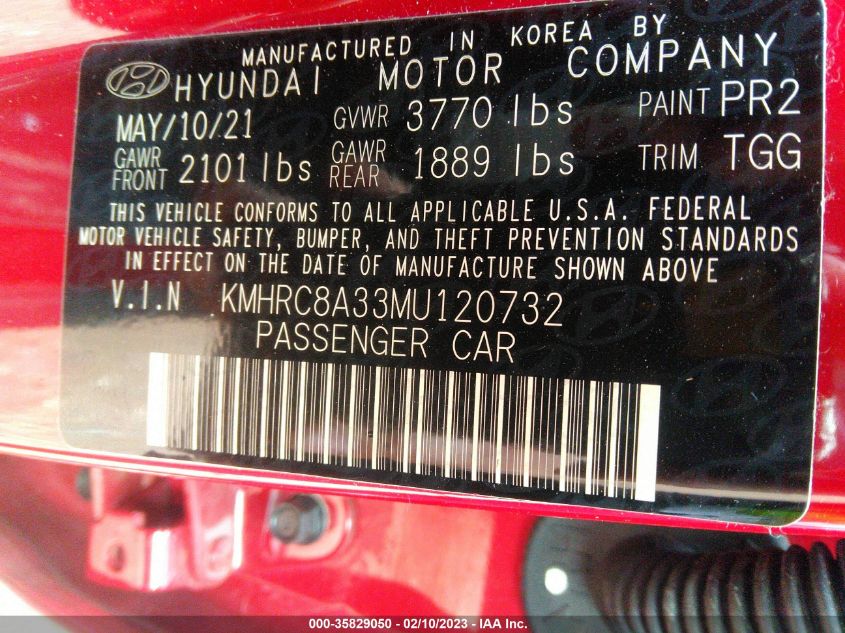 MANUFACTURED IN KOREA BY
HYUNDAI MOTOR COMPANY
MAY/10/21 GVWR 3770 lbs PAINT PR2
GAWR FRONT 2101 lbs GAWR REAR 1889 lbs TRIM TGG
THIS VEHICLE CONFORMS TO ALL APPLICABLE U.S.A. FEDERAL
MOTOR VEHICLE SAFETY, BUMPER, AND THEFT PREVENTION STANDARDS
IN EFFECT ON THE DATE OF MANUFACTURE SHOWN ABOVE
V.I.N KMHRC8A33MU120732
PASSENGER CAR
000-35829050 — 02/10/2023 - IAA Inc.